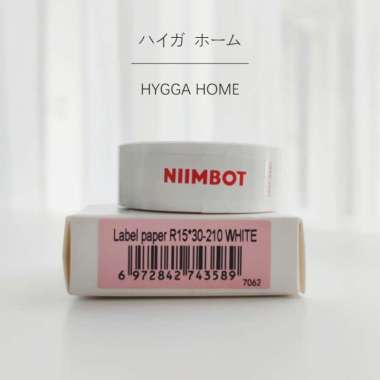 ハイガ ホーム
HYGGA HOME
NIIMBOT
Label paper R15*30-210 WHITE
6 972842 743589
7062